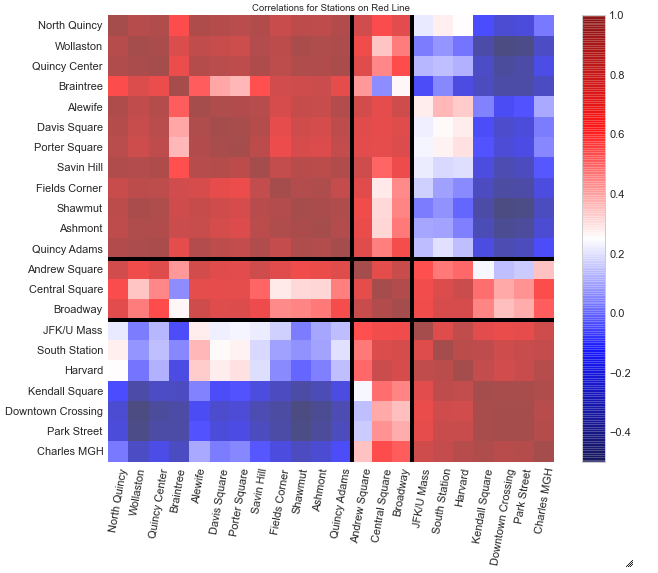 Correlations for Stations on Red Line
North Quincy
Wollaston
Quincy Center
Braintree
Alewife
Davis Square
Porter Square
Savin Hill
Fields Corner
Shawmut
Ashmont
Quincy Adams
Andrew Square
Central Square
Broadway
JFK/U Mass
South Station
Harvard
Kendall Square
Downtown Crossing
Park Street
Charles MGH
North Quincy
Wollaston
Quincy Center
Braintree
Alewife
Davis Square
Porter Square
Savin Hill
Fields Corner
Shawmut
Ashmont
Quincy Adams
Andrew Square
Central Square
Broadway
JFK/U Mass
South Station
Harvard
Kendall Square
Downtown Crossing
Park Street
Charles MGH
1.0
0.8
0.6
0.4
0.2
0.0
−0.2
−0.4